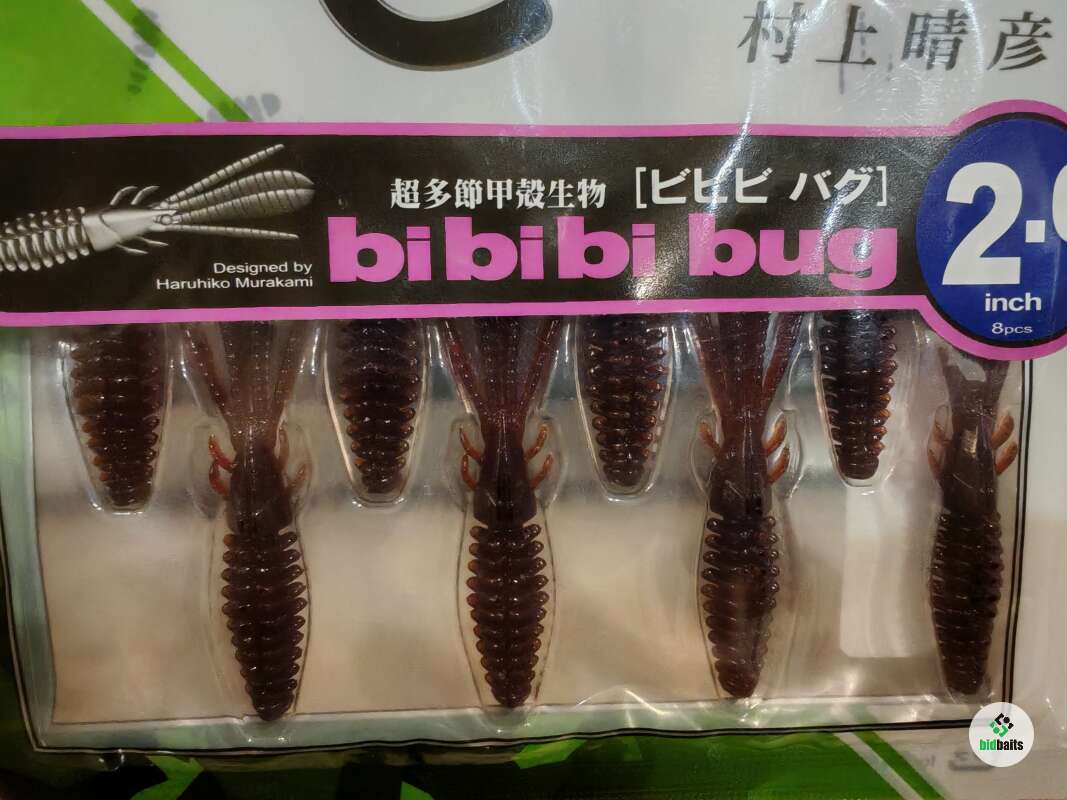 村上晴彦
超多節甲殻生物 [ビビビ バグ]
bibibi bug
Designed by
Haruhiko Murakami
2.
inch
8pcs
bidbaits